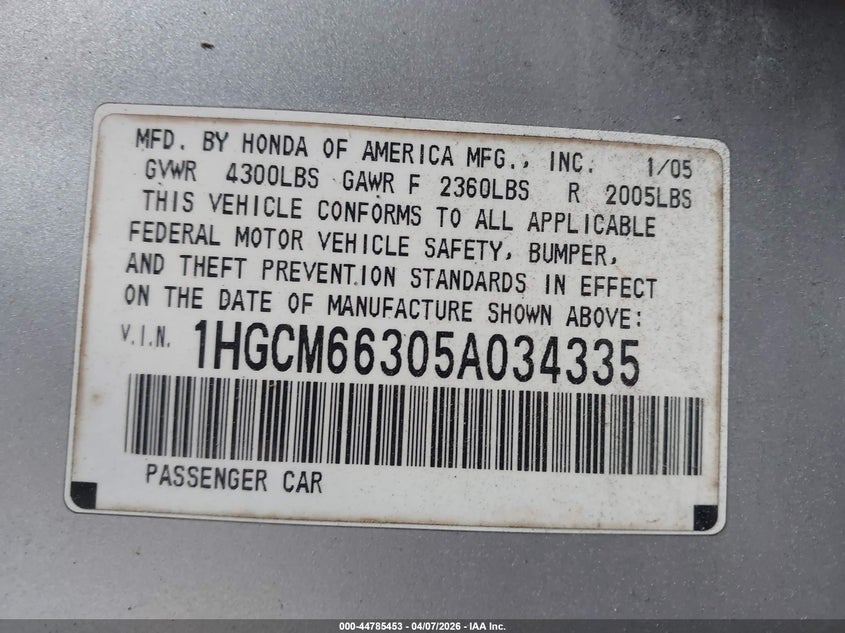 MFD. BY HONDA OF AMERICA MFG., INC. 1/05
GVWR 4300LBS GAWR F 2360LBS R 2005LBS
THIS VEHICLE CONFORMS TO ALL APPLICABLE
FEDERAL MOTOR VEHICLE SAFETY, BUMPER,
AND THEFT PREVENTION STANDARDS IN EFFECT
ON THE DATE OF MANUFACTURE SHOWN ABOVE:
V.I.N. 1HGCM66305A034335
PASSENGER CAR
000-44785453 - 04/07/2026 - IAA Inc.